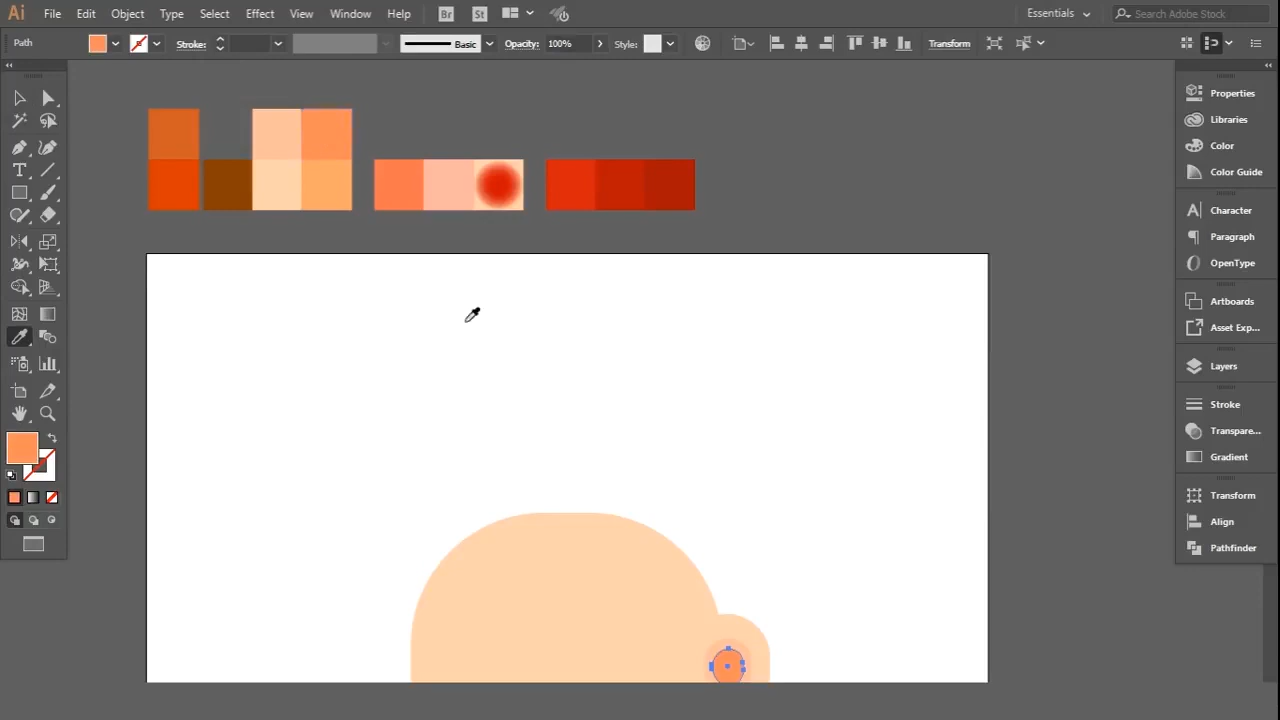 Ai File Edit Object Type Select Effect View Window Help Br St Essentials Search Adobe Stock
Path Stroke: Basic Opacity: 100% Style: Transform
Properties
Libraries
Color
Color Guide
Character
Paragraph
OpenType
Artboards
Asset Exp...
Layers
Stroke
Transpare...
Gradient
Transform
Align
Pathfinder